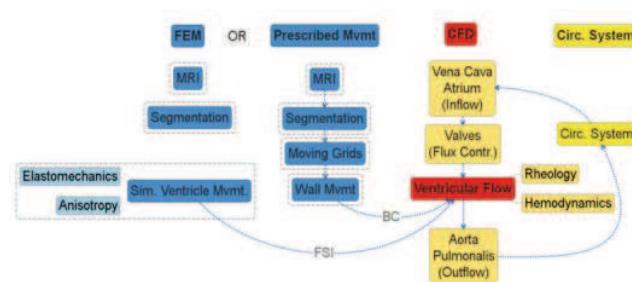 FEM OR Prescribed Mvmt CFD Circ. System
MRI
MRI
Vena Cava
Atrium
(Inflow)
Segmentation
Segmentation
Valves
(Flux Contr.)
Circ. System
Moving Grids
Elastomechanics
Sim. Ventricle Mvmt.
Anisotropy
Wall Mvmt
Ventricular Flow
Rheology
Hemodynamics
BC
FSI
Aorta
Pulmonalis
(Outflow)